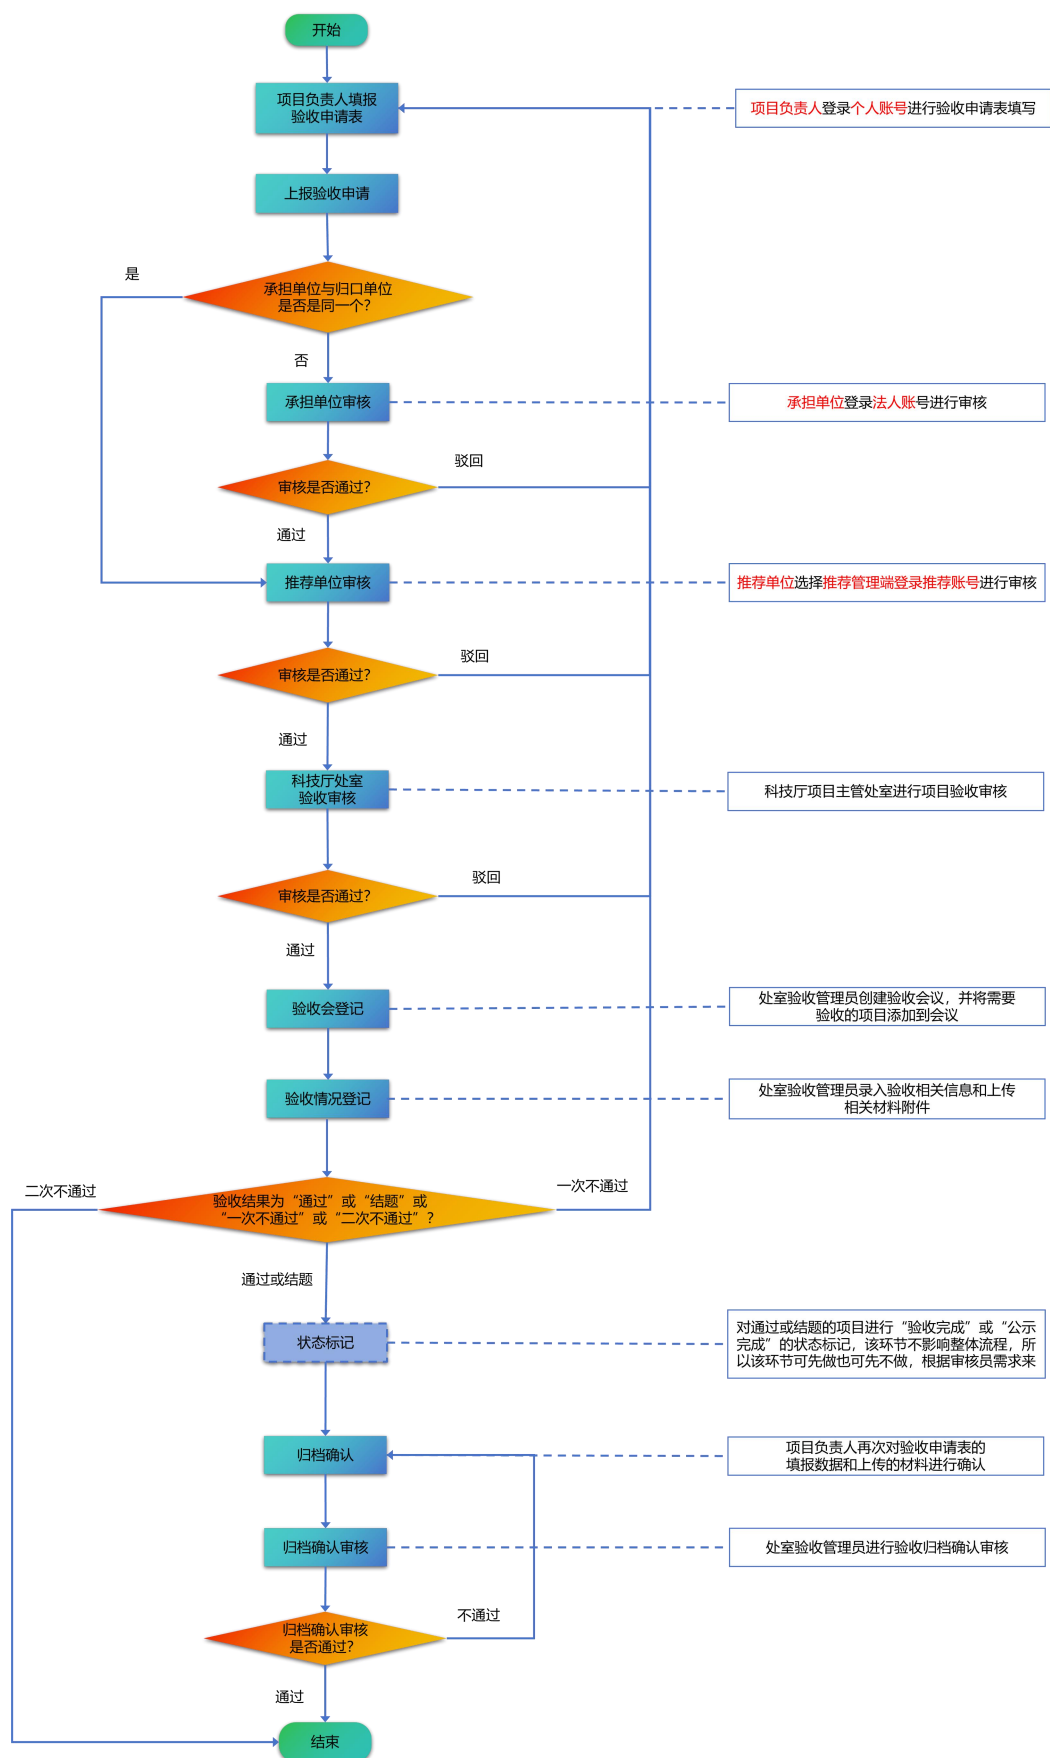 开始
项目负责人填报
验收申请表
项目负责人登录个人账号进行验收申请表填写
上报验收申请
是
承担单位与归口单位
是否是同一个？
否
承担单位审核
承担单位登录法人账号进行审核
驳回
审核是否通过？
通过
推荐单位审核
推荐单位选择推荐管理端登录推荐账号进行审核
驳回
审核是否通过？
通过
科技厅处室
验收审核
科技厅项目主管处室进行项目验收审核
驳回
审核是否通过？
通过
验收会登记
处室验收管理员创建验收会议，并将需要
验收的项目添加到会议
验收情况登记
处室验收管理员录入验收相关信息和上传
相关材料附件
二次不通过
一次不通过
验收结果为“通过”或“结题”或
“一次不通过”或“二次不通过”？
通过或结题
状态标记
对通过或结题的项目进行“验收完成”或“公示
完成”的状态标记，该环节不影响整体流程，所
以该环节可先做也可先不做，根据审核员需求来
归档确认
项目负责人再次对验收申请表的
填报数据和上传的材料进行确认
归档确认审核
处室验收管理员进行验收归档确认审核
不通过
归档确认审核
是否通过？
通过
结束